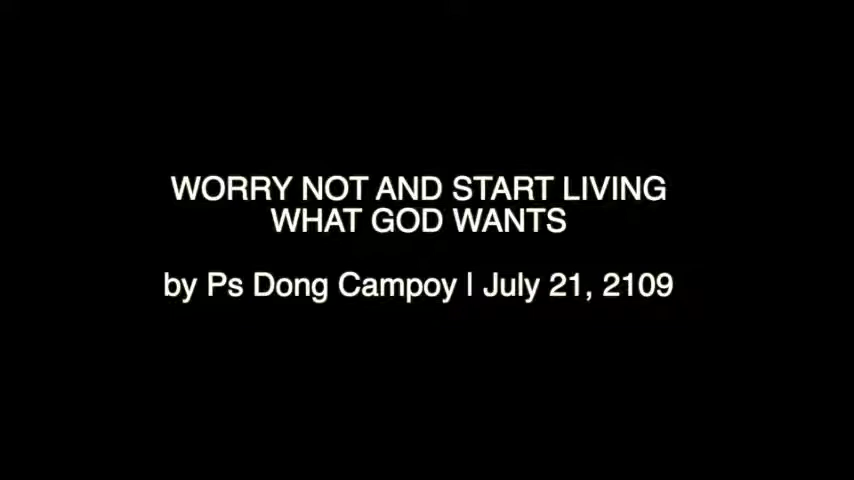 WORRY NOT AND START LIVING
WHAT GOD WANTS
by Ps Dong Campoy | July 21, 2109